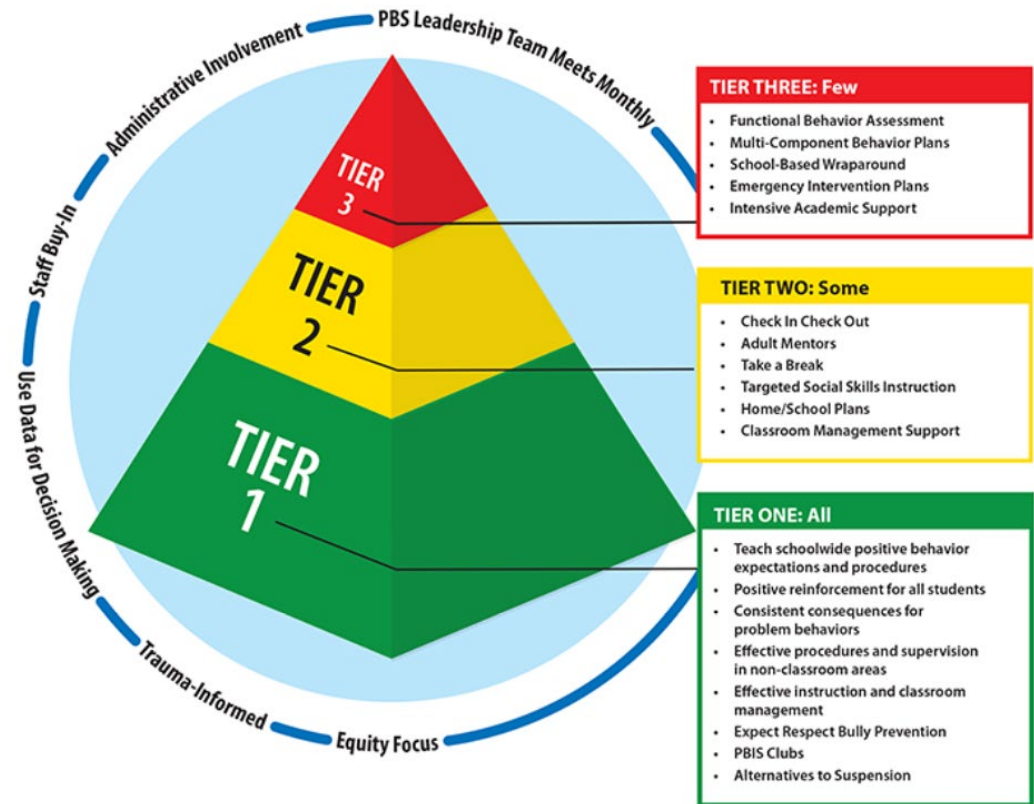 PBS Leadership Team Meets Monthly
Administrative Involvement
Staff Buy-In
Use Data for Decision Making
Trauma-Informed
Equity Focus
TIER
3
TIER
2
TIER
1
TIER THREE: Few
• Functional Behavior Assessment
• Multi-Component Behavior Plans
• School-Based Wraparound
• Emergency Intervention Plans
• Intensive Academic Support
TIER TWO: Some
• Check In Check Out
• Adult Mentors
• Take a Break
• Targeted Social Skills Instruction
• Home/School Plans
• Classroom Management Support
TIER ONE: All
• Teach schoolwide positive behavior
expectations and procedures
• Positive reinforcement for all students
• Consistent consequences for
problem behaviors
• Effective procedures and supervision
in non-classroom areas
• Effective instruction and classroom
management
• Expect Respect Bully Prevention
• PBIS Clubs
• Alternatives to Suspension